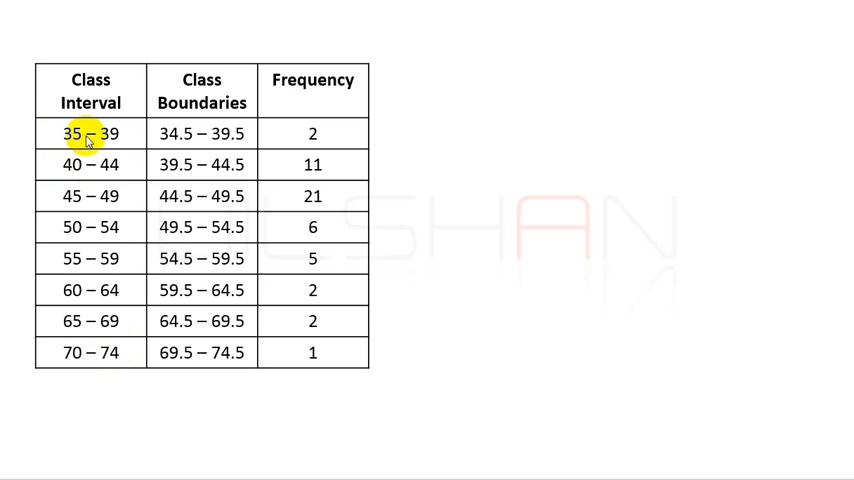 Class Interval Class Boundaries Frequency
35 – 39 34.5 – 39.5 2
40 – 44 39.5 – 44.5 11
45 – 49 44.5 – 49.5 21
50 – 54 49.5 – 54.5 6
55 – 59 54.5 – 59.5 5
60 – 64 59.5 – 64.5 2
65 – 69 64.5 – 69.5 2
70 – 74 69.5 – 74.5 1